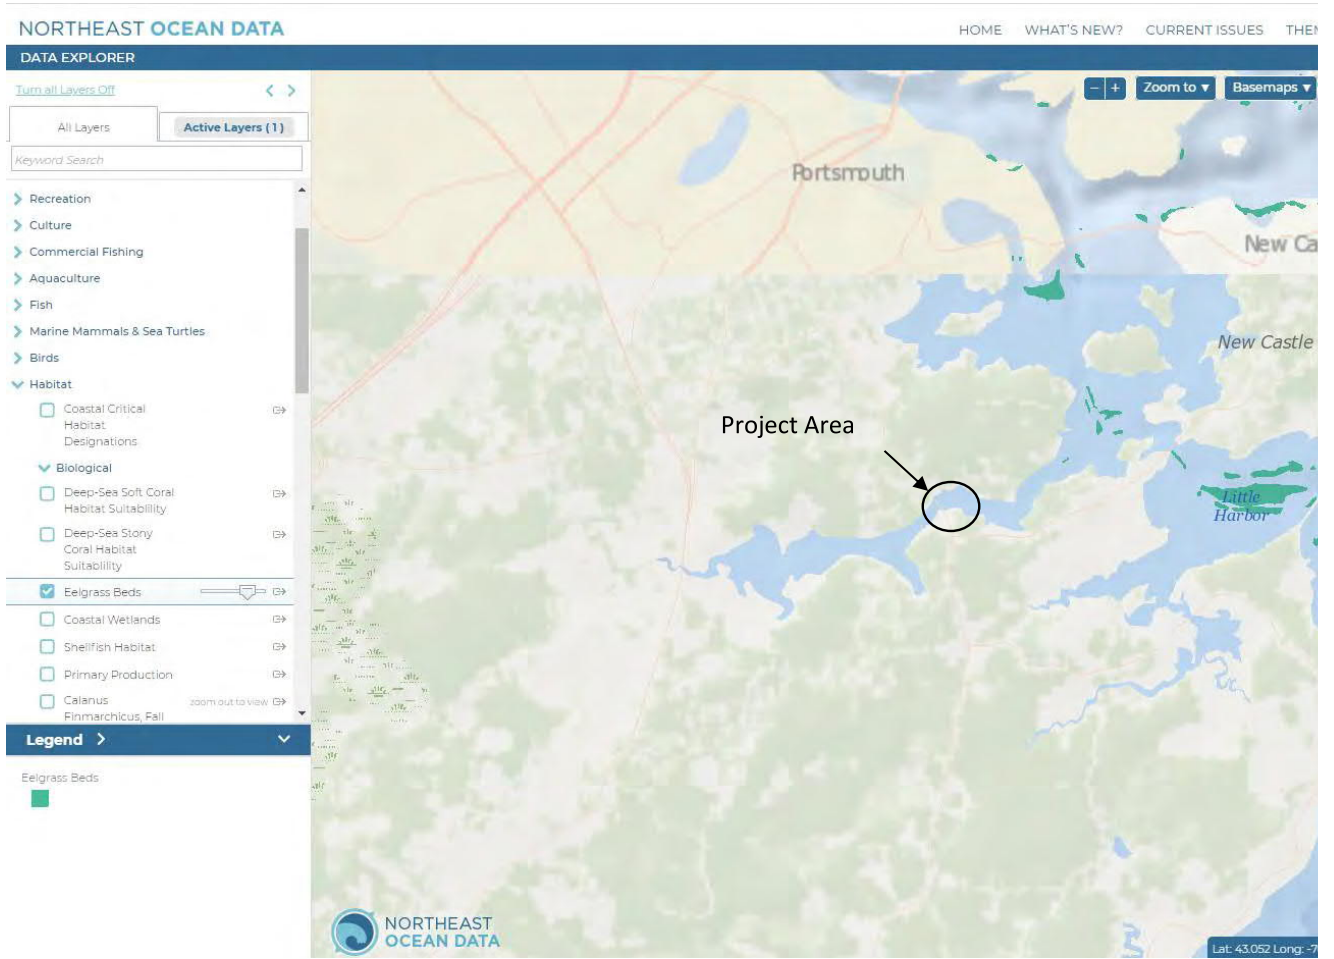 NORTHEAST OCEAN DATA
HOME WHAT'S NEW? CURRENT ISSUES
DATA EXPLORER
Turn all Layers Off
All Layers
Active Layers (1)
Keyword Search
Recreation
Culture
Commercial Fishing
Aquaculture
Fish
Marine Mammals & Sea Turtles
Birds
Habitat
Coastal Critical
Habitat
Designations
Biological
Deep-Sea Soft Coral
Habitat Suitability
Deep-Sea Stony
Coral Habitat
Suitability
Eelgrass Beds
Coastal Wetlands
Shellfish Habitat
Primary Production
Calanus zoom out to view
Finmarchicus, Fall
Legend
Eelgrass Beds
− + Zoom to Basemaps
Portsmouth
New Ca
New Castle
Project Area
Little
Harbor
NORTHEAST
OCEAN DATA
Lat: 43.052 Long: -7